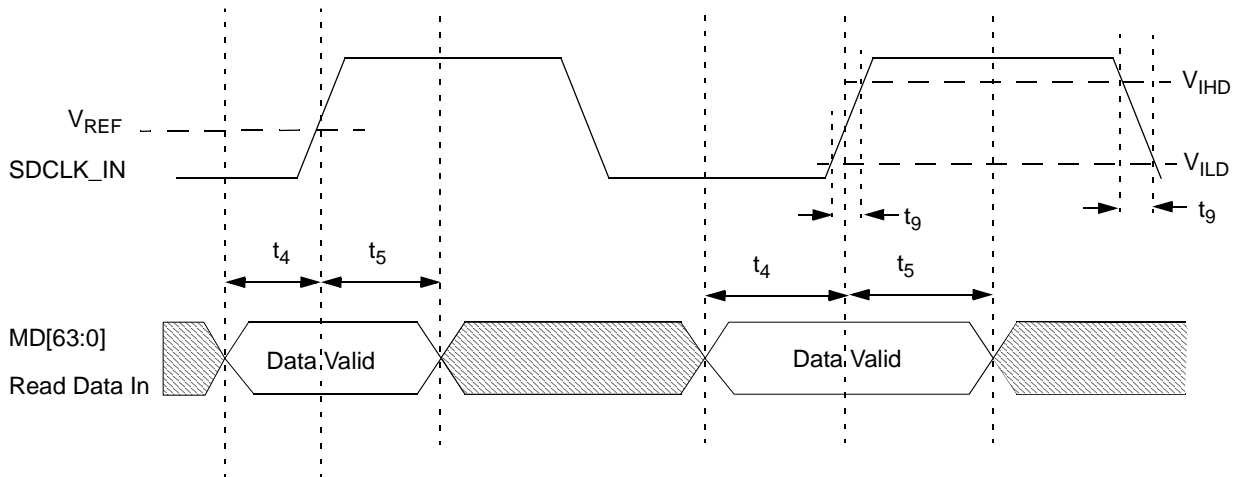 V_REF
SDCLK_IN
V_IHD
V_ILD
t_9
t_9
t_4
t_5
t_4
t_5
MD[63:0]
Read Data In
Data Valid
Data Valid